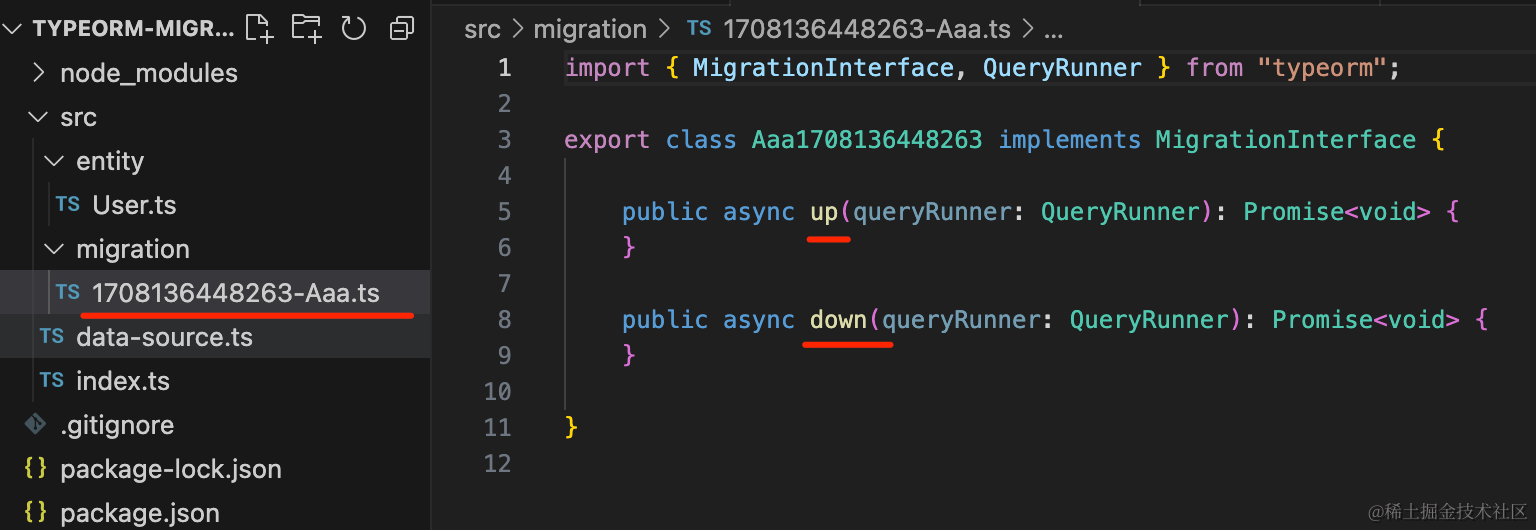 TYPEORM-MIGR...
node_modules
src
entity
TS User.ts
migration
TS 1708136448263-Aaa.ts
TS data-source.ts
TS index.ts
.gitignore
{} package-lock.json
{} package.json
src > migration > TS 1708136448263-Aaa.ts > ...
1 import { MigrationInterface, QueryRunner } from "typeorm";
2
3 export class Aaa1708136448263 implements MigrationInterface {
4
5 public async up(queryRunner: QueryRunner): Promise<void> {
6 }
7
8 public async down(queryRunner: QueryRunner): Promise<void> {
9 }
10
11 }
12
@稀土掘金技术社区